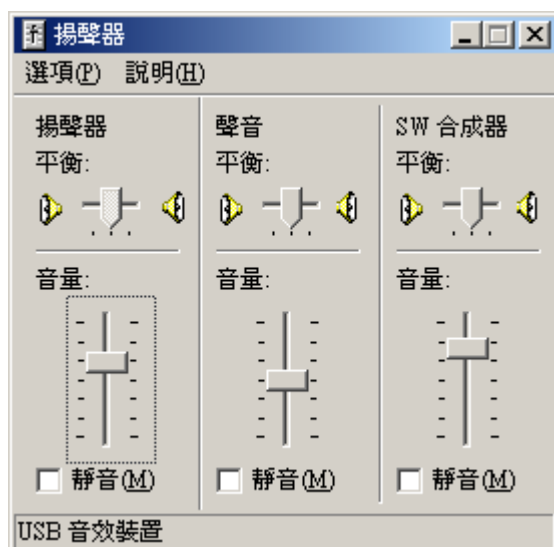 揚聲器
選項(P) 說明(H)
揚聲器
平衡:
音量:
靜音(M)
聲音
平衡:
音量:
靜音(M)
SW 合成器
平衡:
音量:
靜音(M)
USB 音效裝置